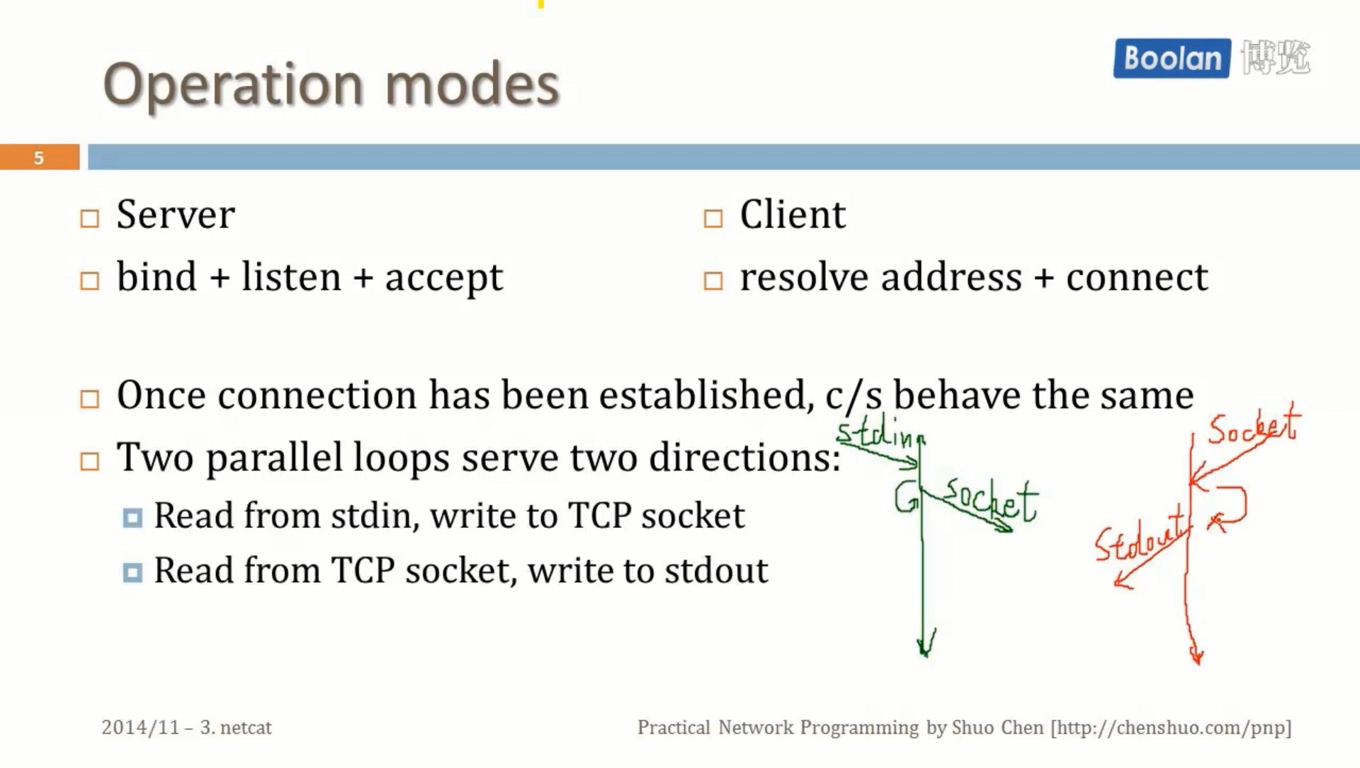 Operation modes
Boolan 博览
5
Server
bind + listen + accept
Client
resolve address + connect
Once connection has been established, c/s behave the same
Two parallel loops serve two directions:
Read from stdin, write to TCP socket
Read from TCP socket, write to stdout
stdin
socket
Socket
Stdout
2014/11 – 3. netcat
Practical Network Programming by Shuo Chen [http://chenshuo.com/pnp]